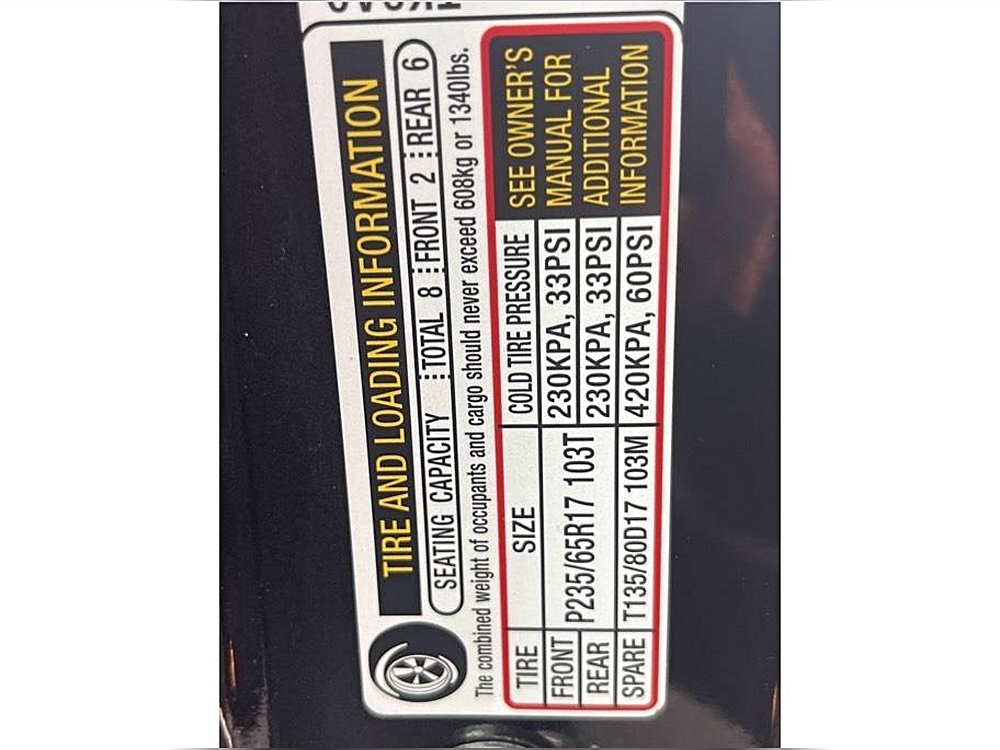 TIRE AND LOADING INFORMATION
SEATING CAPACITY TOTAL 8 FRONT 2 REAR 6
The combined weight of occupants and cargo should never exceed 608kg or 1340lbs.
TIRE SIZE COLD TIRE PRESSURE
FRONT P235/65R17 103T 230KPA, 33PSI
REAR 230KPA, 33PSI
SPARE T135/80D17 103M 420KPA, 60PSI
SEE OWNER'S
MANUAL FOR
ADDITIONAL
INFORMATION